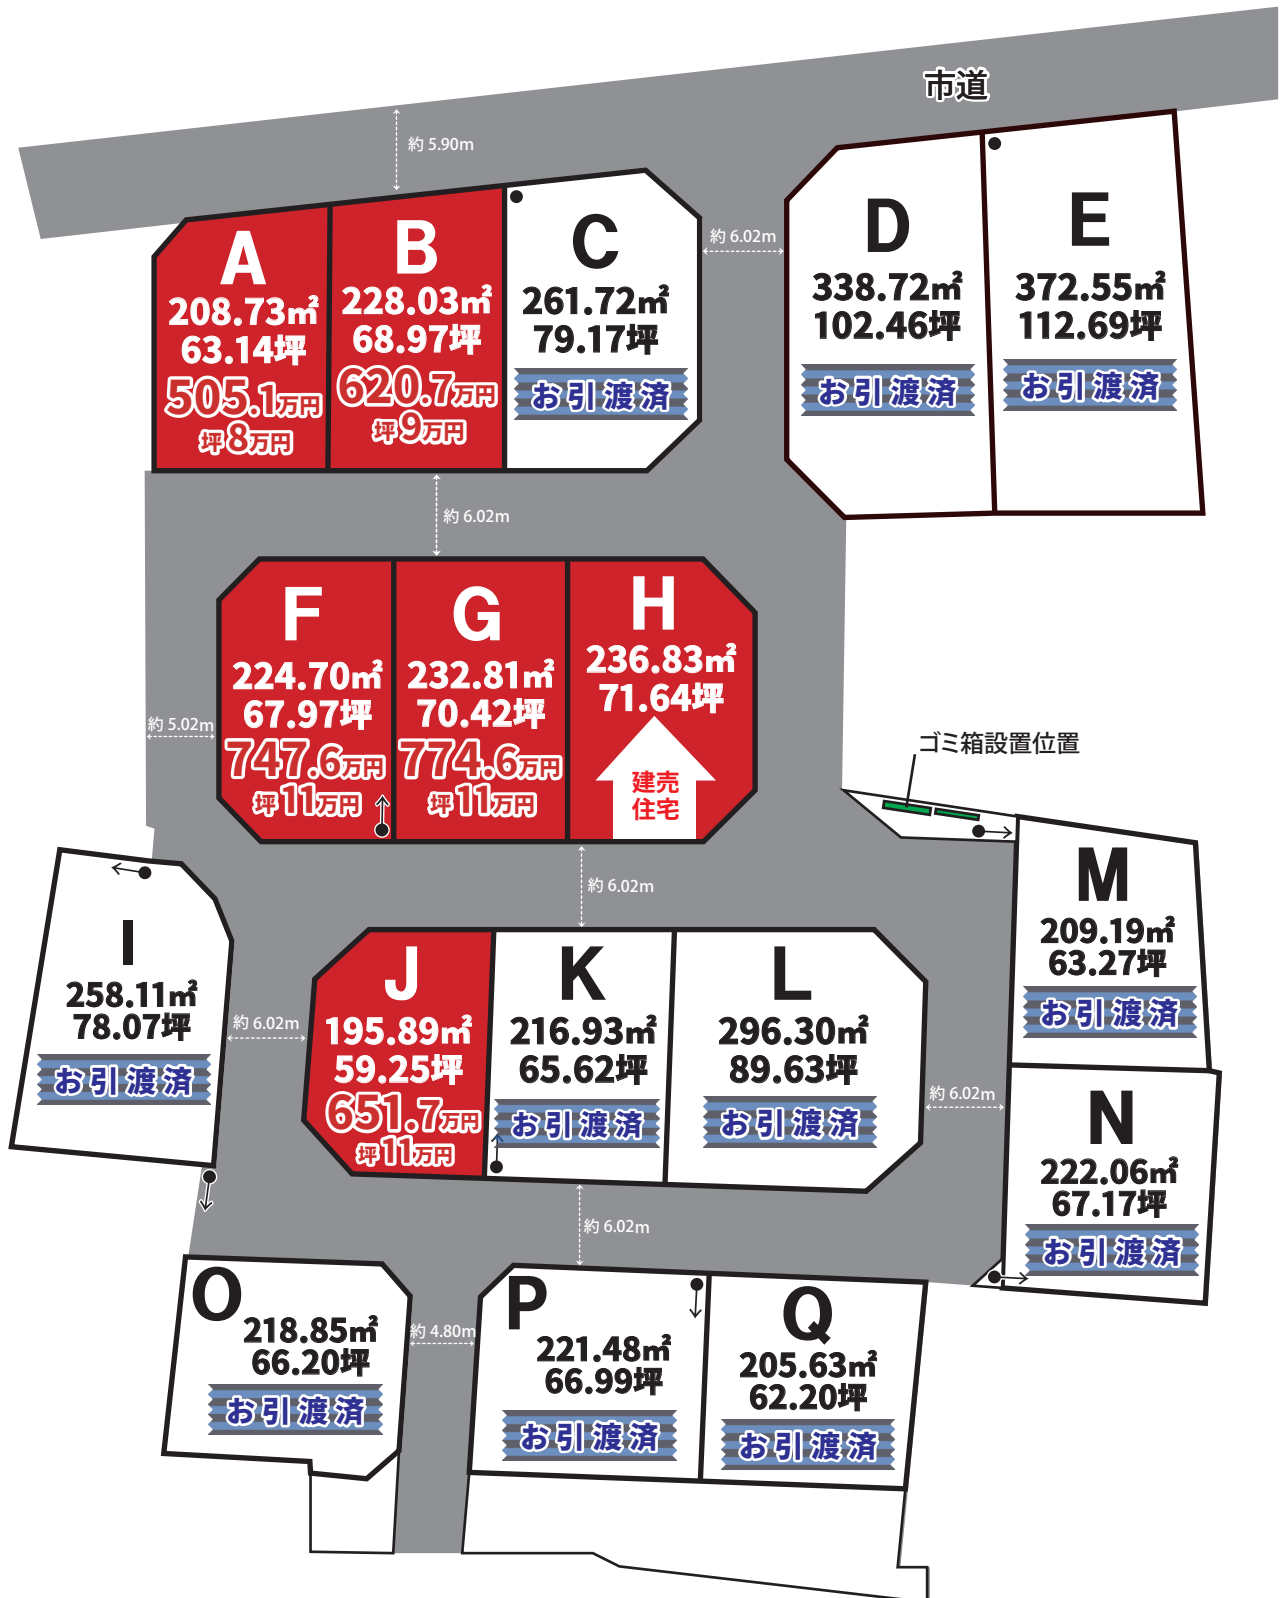 市道
約 5.90m
A
208.73㎡
63.14坪
505.1万円
坪8万円
B
228.03㎡
68.97坪
620.7万円
坪9万円
C
261.72㎡
79.17坪
お引渡済
約 6.02m
D
338.72㎡
102.46坪
お引渡済
E
372.55㎡
112.69坪
お引渡済
約 6.02m
F
224.70㎡
67.97坪
747.6万円
坪11万円
G
232.81㎡
70.42坪
774.6万円
坪11万円
H
236.83㎡
71.64坪
建売
住宅
約 5.02m
ゴミ箱設置位置
約 6.02m
I
258.11㎡
78.07坪
お引渡済
約 6.02m
J
195.89㎡
59.25坪
651.7万円
坪11万円
K
216.93㎡
65.62坪
お引渡済
L
296.30㎡
89.63坪
お引渡済
約 6.02m
M
209.19㎡
63.27坪
お引渡済
N
222.06㎡
67.17坪
お引渡済
約 6.02m
O
218.85㎡
66.20坪
お引渡済
約 4.80m
P
221.48㎡
66.99坪
お引渡済
Q
205.63㎡
62.20坪
お引渡済